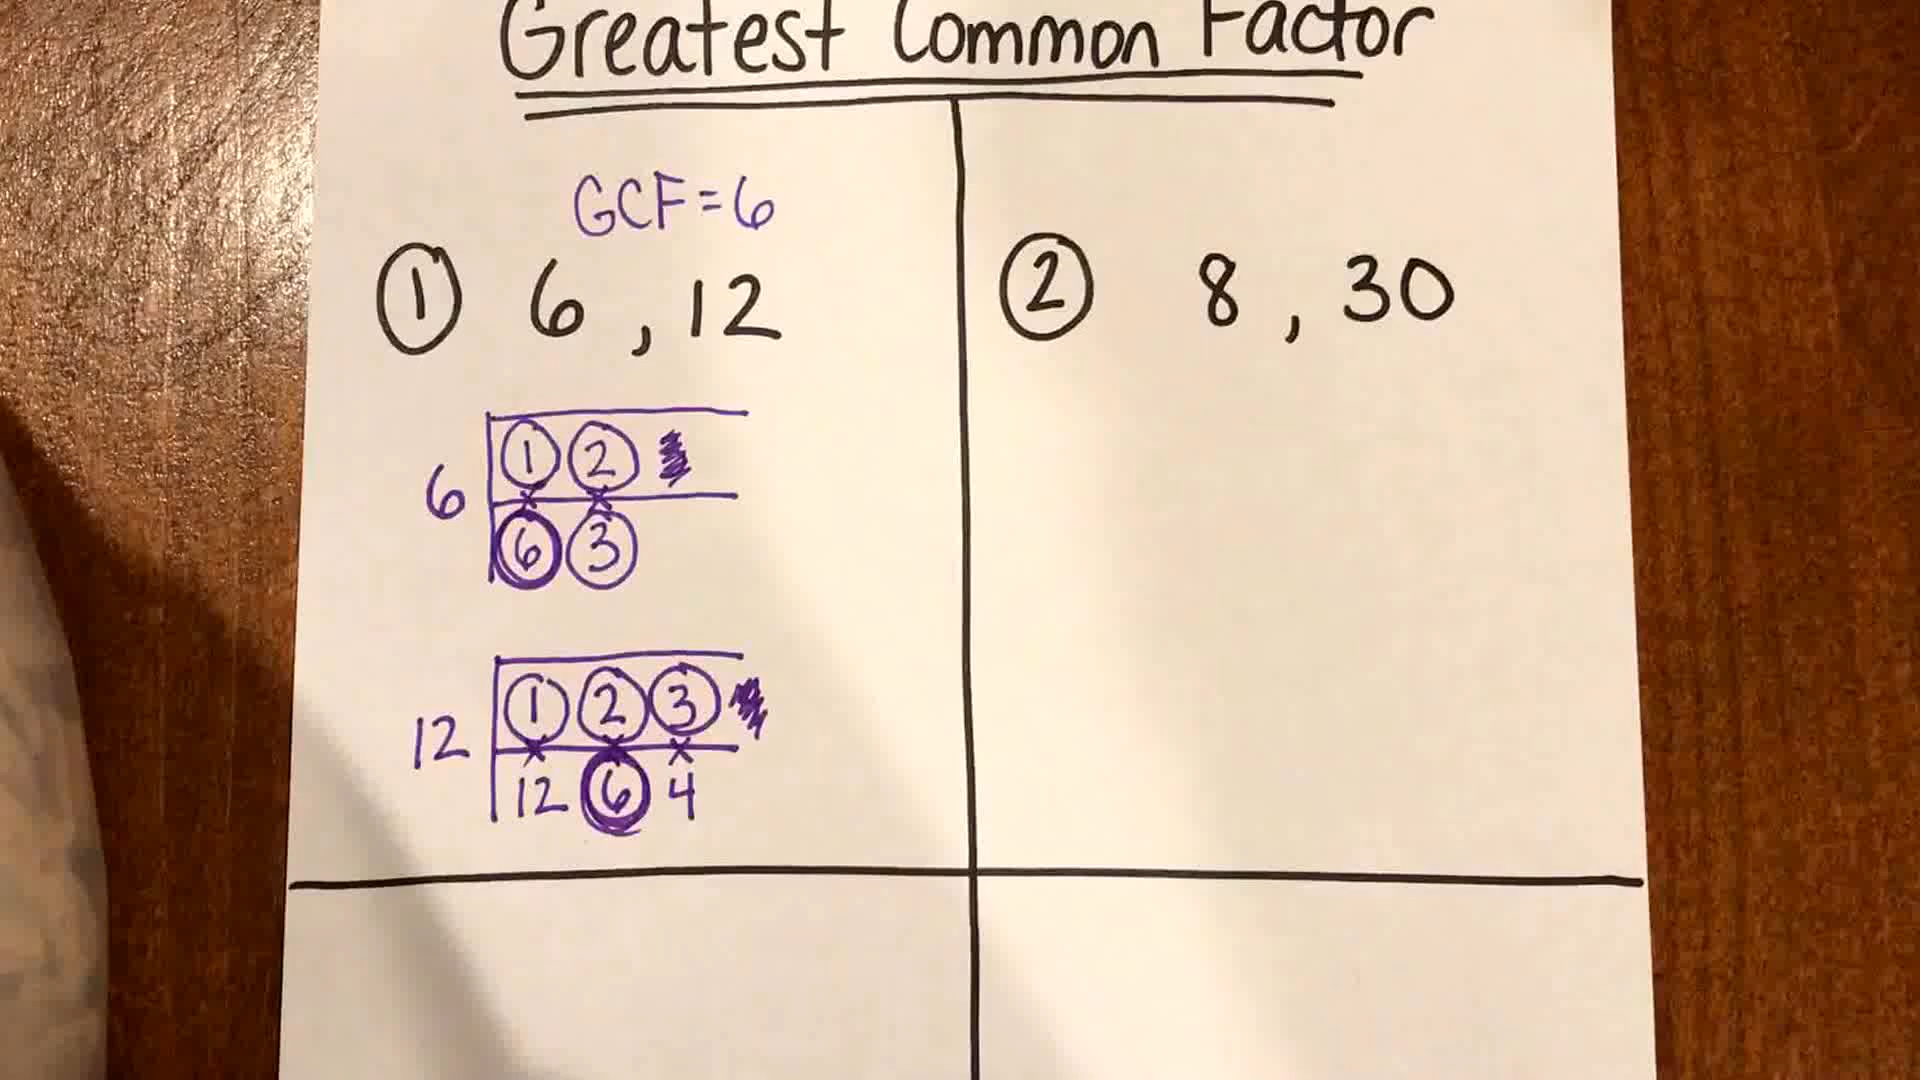 Greatest Common Factor
GCF=6
① 6, 12
6
1 2
6 3
12
1 2 3
12 6 4
② 8, 30